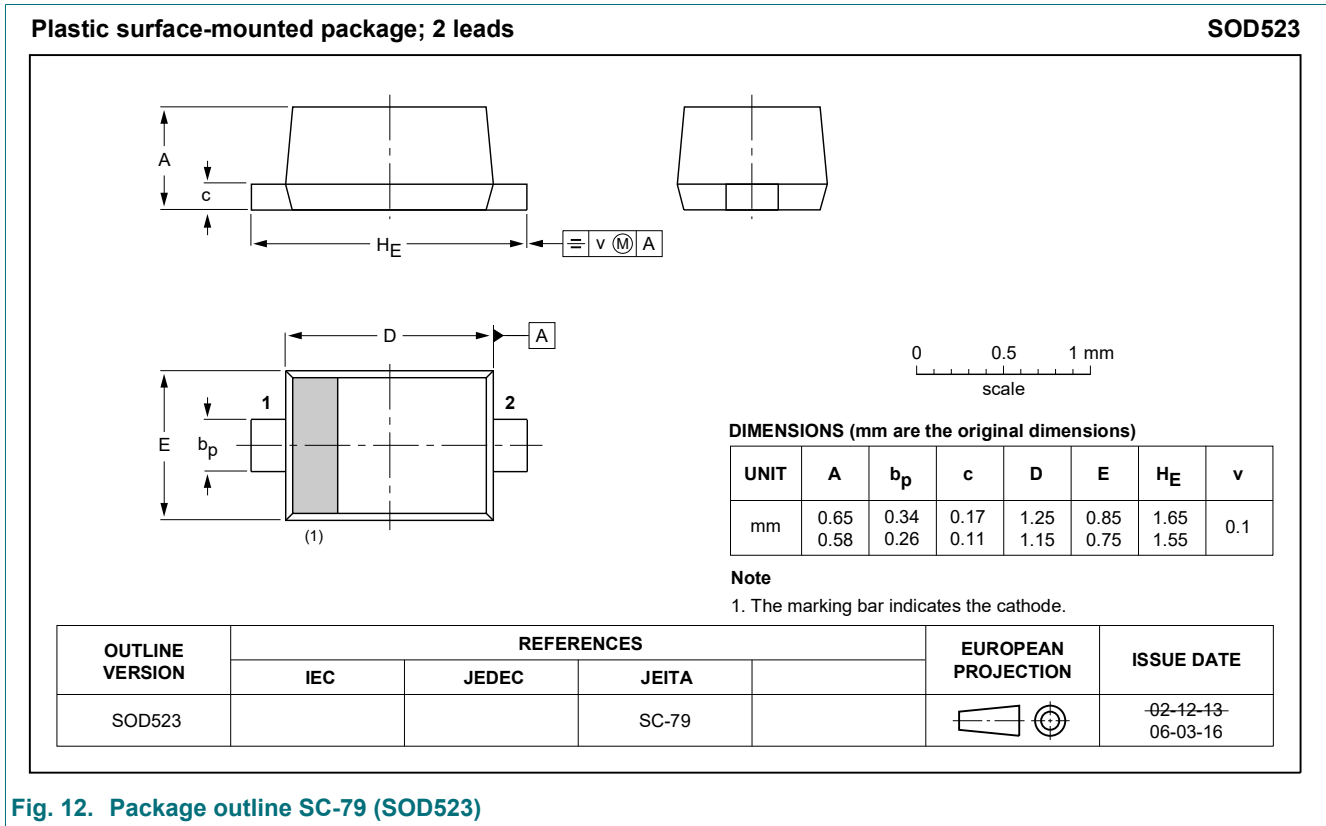 Plastic surface-mounted package; 2 leads SOD523
A
c
HE
v M A
D
A
1
2
E
bp
(1)
0 0.5 1 mm
scale
DIMENSIONS (mm are the original dimensions)
UNIT A bp c D E HE v
mm 0.65 0.34 0.17 1.25 0.85 1.65 0.1
0.58 0.26 0.11 1.15 0.75 1.55
Note
1. The marking bar indicates the cathode.
OUTLINE VERSION REFERENCES EUROPEAN PROJECTION ISSUE DATE
IEC JEDEC JEITA
SOD523 SC-79 02-12-13
06-03-16
Fig. 12. Package outline SC-79 (SOD523)